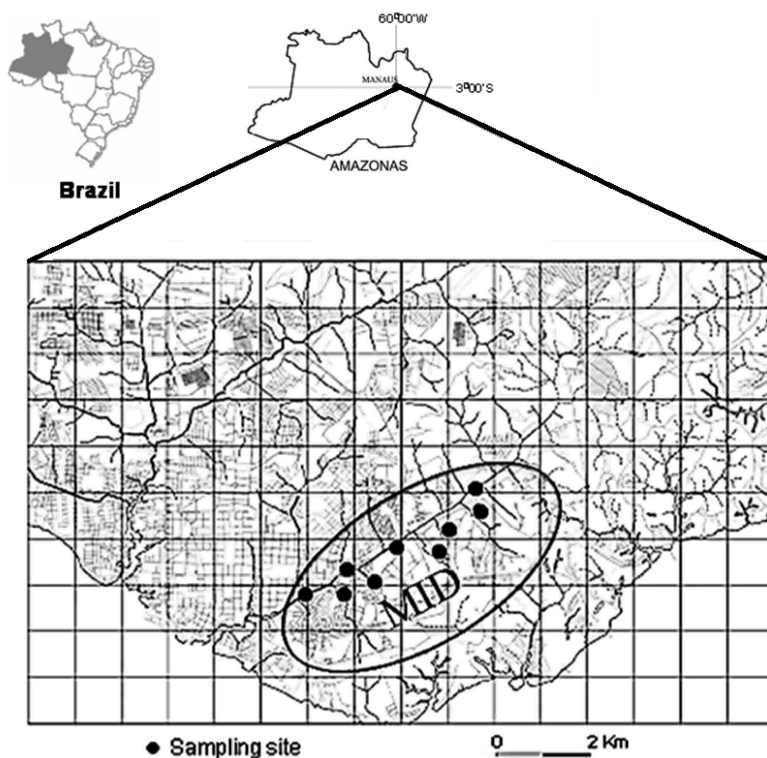 60°00'W
MANAUS
3°00'S
AMAZONAS
Brazil
MID
Sampling site
0 2 Km